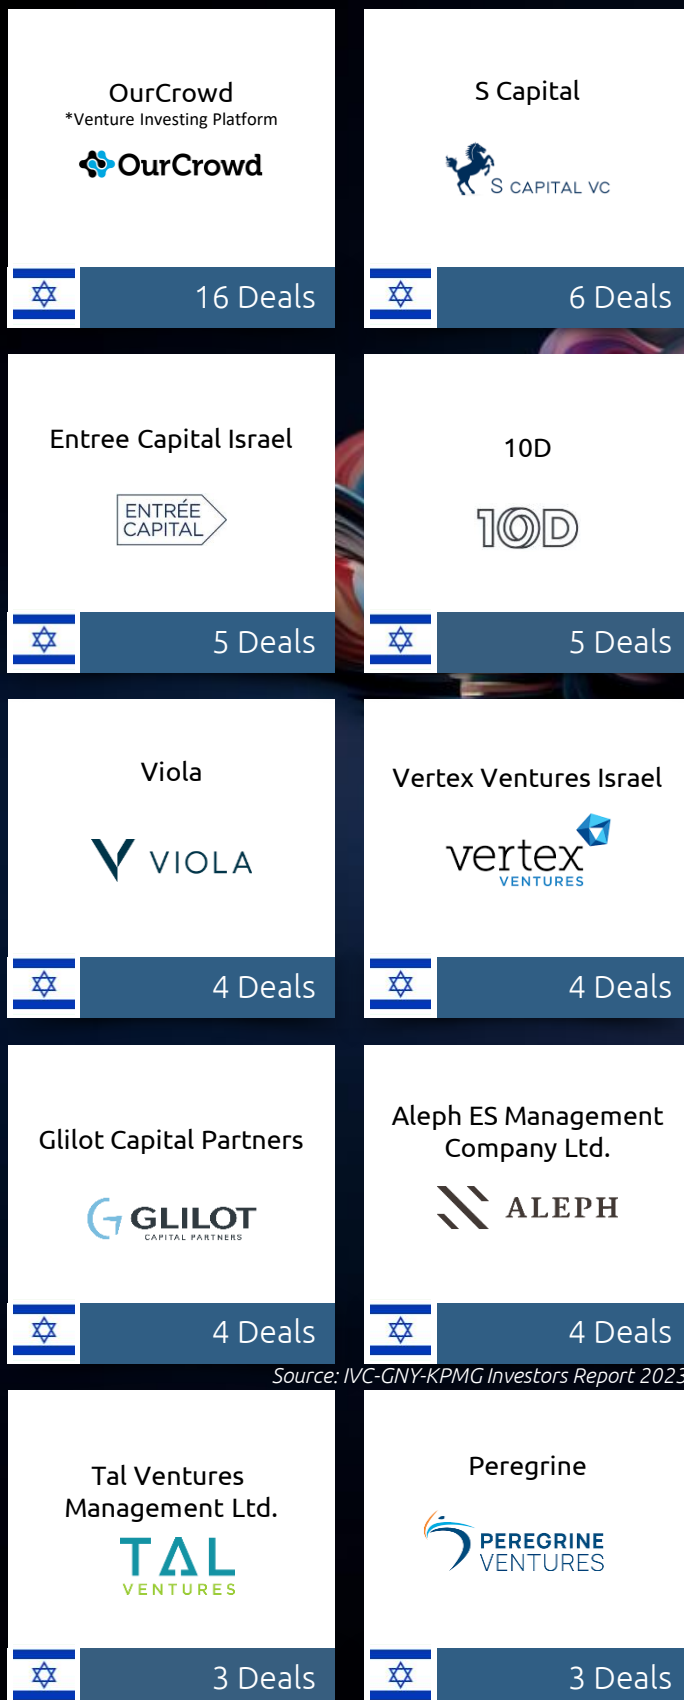 OurCrowd
*Venture Investing Platform
OurCrowd
16 Deals
S Capital
S CAPITAL VC
6 Deals
Entree Capital Israel
ENTRÉE
CAPITAL
5 Deals
10D
10D
5 Deals
Viola
VIOLA
4 Deals
Vertex Ventures Israel
vertex
VENTURES
4 Deals
Glilot Capital Partners
GLILOT
CAPITAL PARTNERS
4 Deals
Aleph ES Management
Company Ltd.
ALEPH
4 Deals
Source: IVC-GNY-KPMG Investors Report 2023
Tal Ventures
Management Ltd.
TAL
VENTURES
3 Deals
Peregrine
PEREGRINE
VENTURES
3 Deals